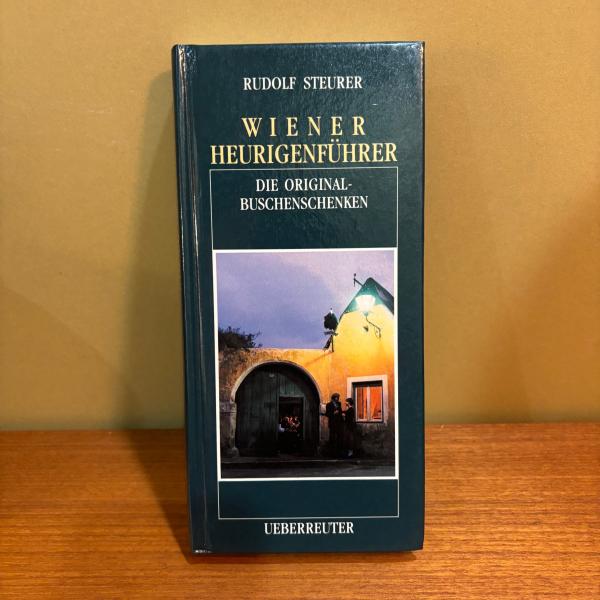 RUDOLF STEURER
WIENER
HEURIGENFÜHRER
DIE ORIGINAL-
BUSCHENSCHENKEN
UEBERREUTER